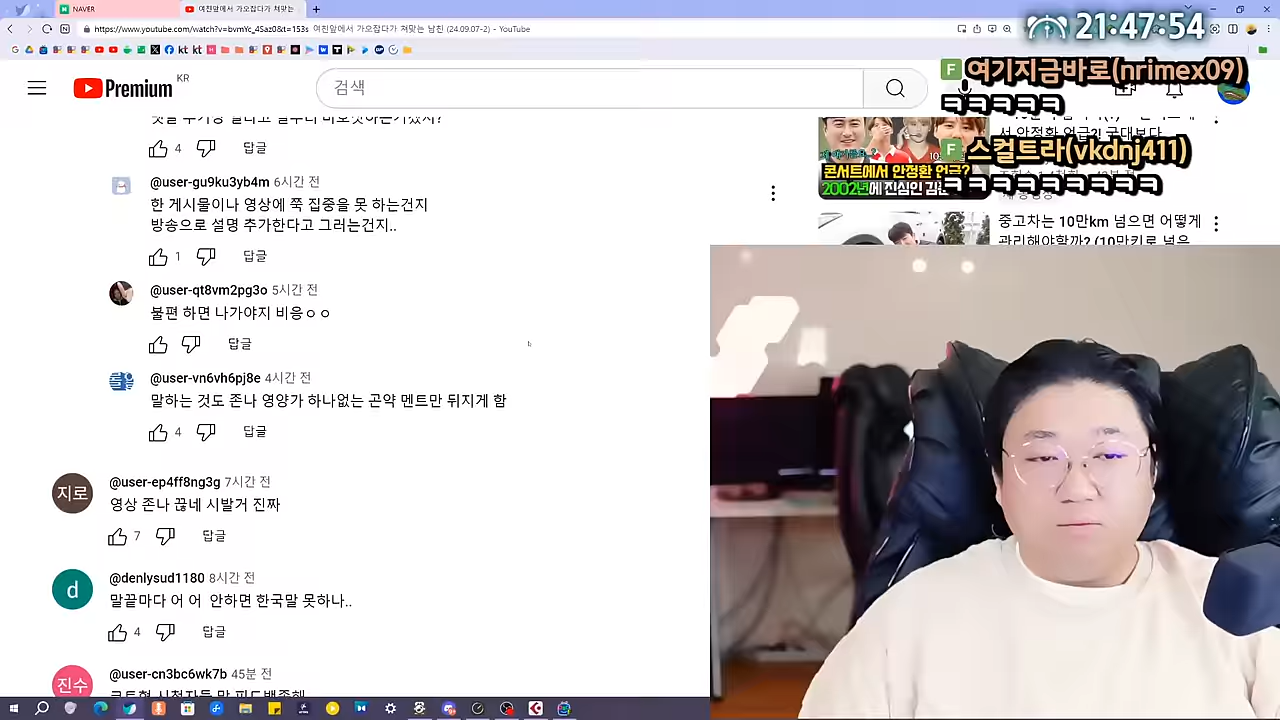 NAVER
여친앞에서 가오잡다가 쳐맞는
https://www.youtube.com/watch?v=bvmYc_4Saz0&t=153s 여친앞에서 가오잡다가 쳐맞는 남친 (24.09.07-2) - YouTube
21:47:54
Premium KR
검색
여기지금바로(nrimex09)
ㅋㅋㅋㅋㅋ
스컬트라(vkdnj411)
ㅋㅋㅋㅋㅋㅋㅋㅋㅋ
4
답글
@user-gu9ku3yb4m 6시간 전
한 게시물이나 영상에 쭉 집중을 못 하는건지
방송으로 설명 추가한다고 그러는건지..
1
답글
@user-qt8vm2pg3o 5시간 전
불편 하면 나가야지 비응ㅇㅇ
답글
@user-vn6vh6pj8e 4시간 전
말하는 것도 존나 영양가 하나없는 곤약 멘트만 뒤지게 함
4
답글
지로
@user-ep4ff8ng3g 7시간 전
영상 존나 끊네 시발거 진짜
7
답글
d
@denlysud1180 8시간 전
말끝마다 어 어 안하면 한국말 못하나..
4
답글
진수
@user-cn3bc6wk7b 45분 전
서 안정환 언급?! 국대보다
콘서트에서 안정환 언급?
2002년에 진심인
중고차는 10만km 넘으면 어떻게
관리해야할까? (10만키로 넘은